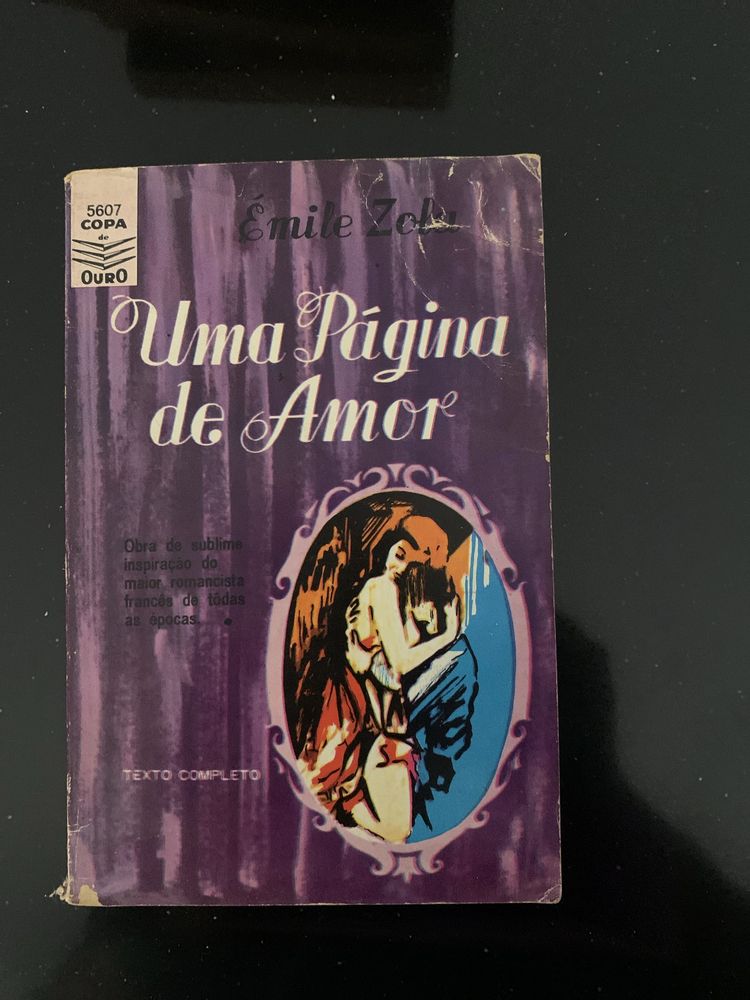 5607
COPA
de
OURO
Émile Zola
Uma Página
de Amor
Obra de sublime
inspiração do
maior romancista
francês de tôdas
as épocas.
TEXTO COMPLETO